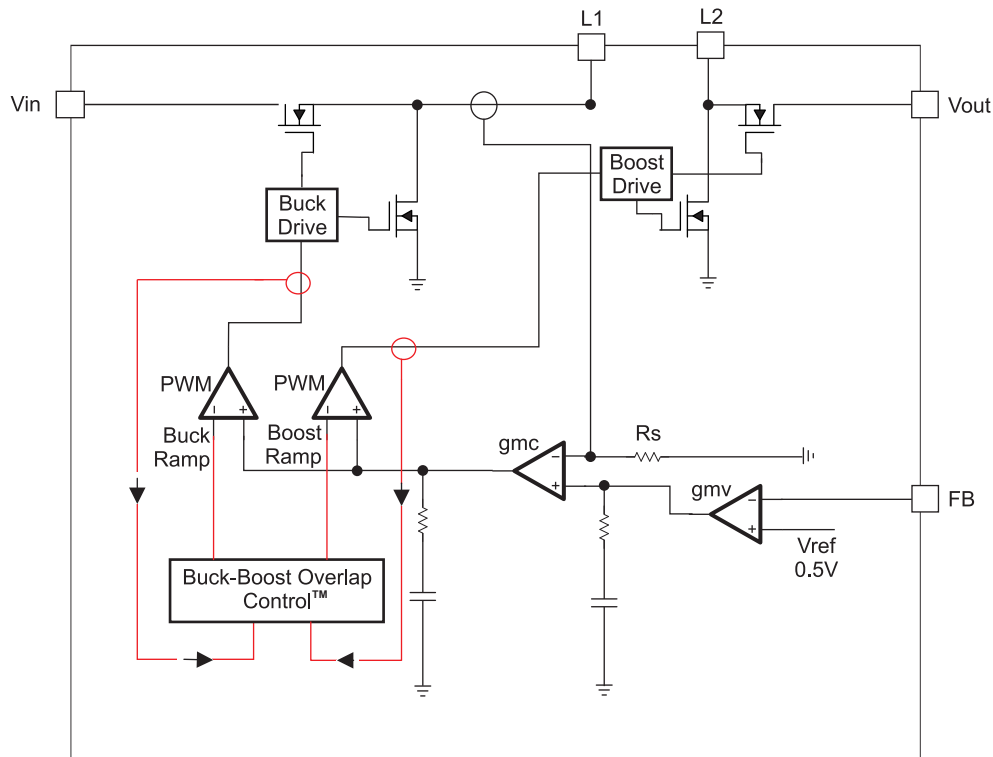 L1
L2
Vin
Vout
Buck
Drive
Boost
Drive
PWM
PWM
Buck
Ramp
Boost
Ramp
gmc
Rs
gmv
FB
Vref
0.5V
Buck-Boost Overlap
Control™